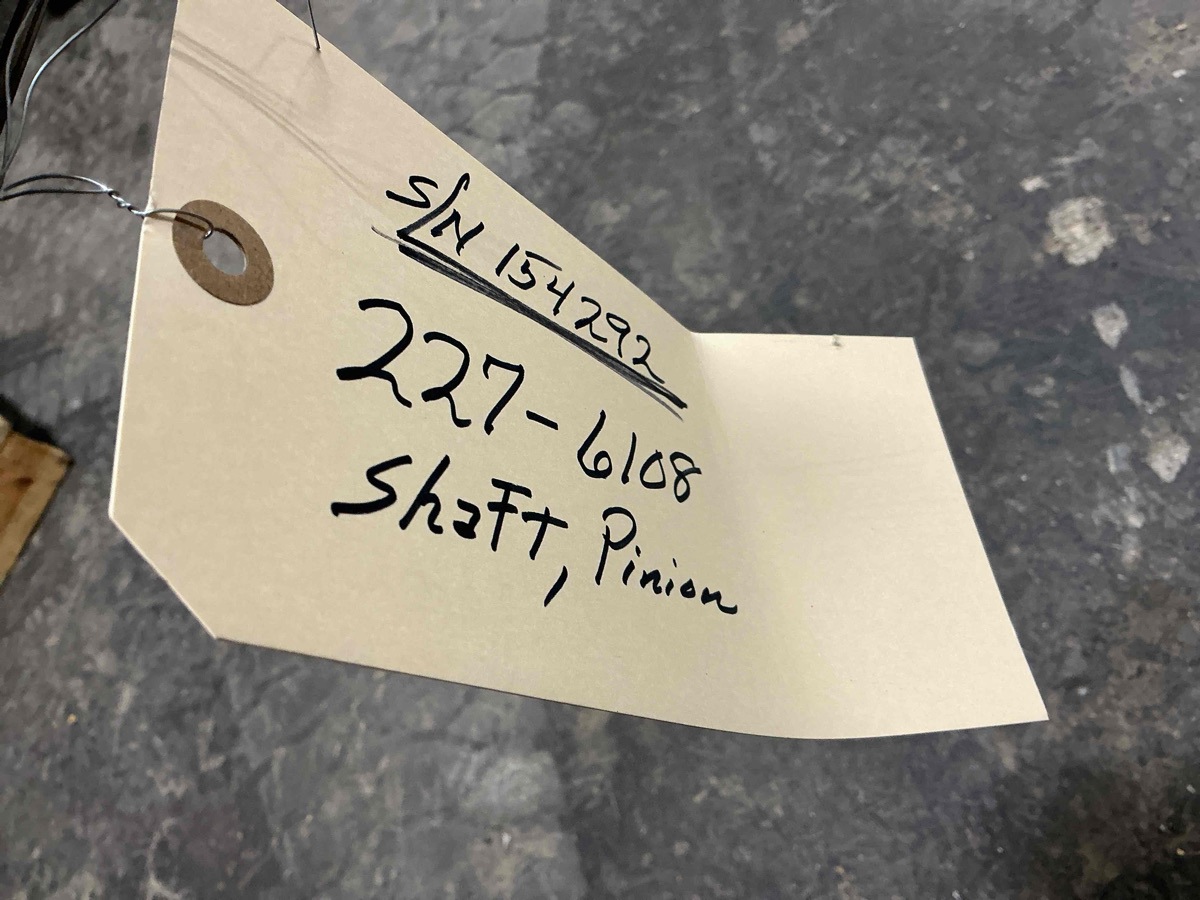 S/N 154292
227-6108
Shaft, Pinion